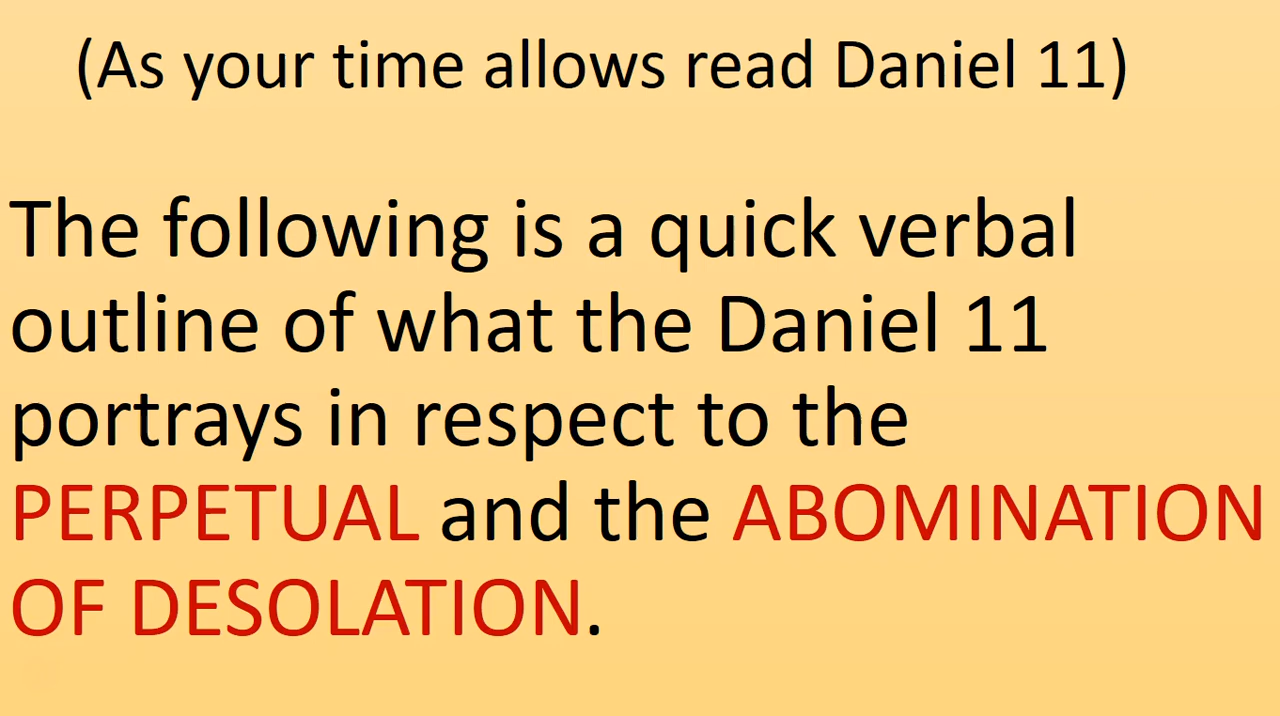 (As your time allows read Daniel 11)
The following is a quick verbal
outline of what the Daniel 11
portrays in respect to the
PERPETUAL and the ABOMINATION
OF DESOLATION.